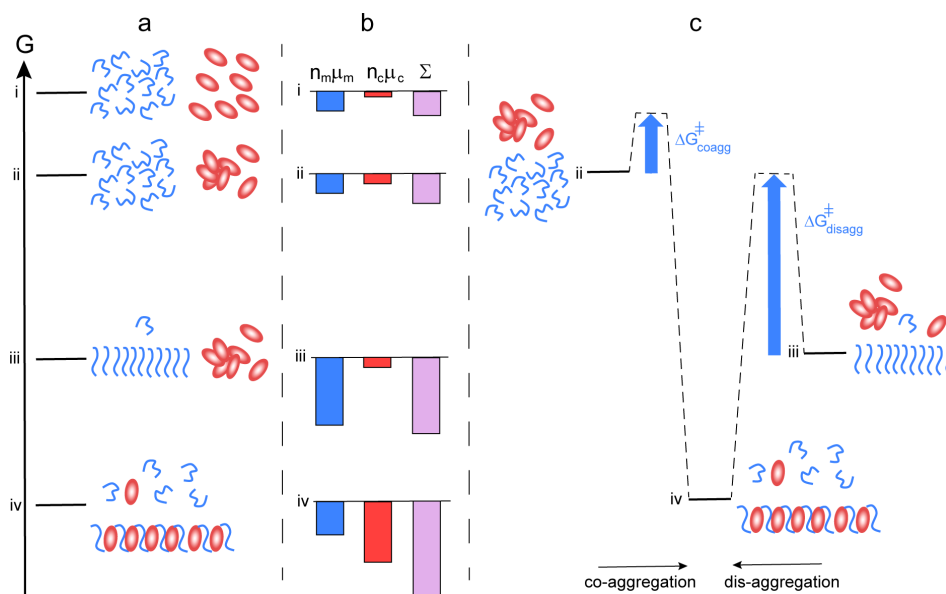 a
b
c
G
n_mμ_m n_cμ_c Σ
i
i
ii
ii
ii
iii
iii
iii
iv
iv
iv
ΔG‡coagg
ΔG‡disagg
co-aggregation
dis-aggregation